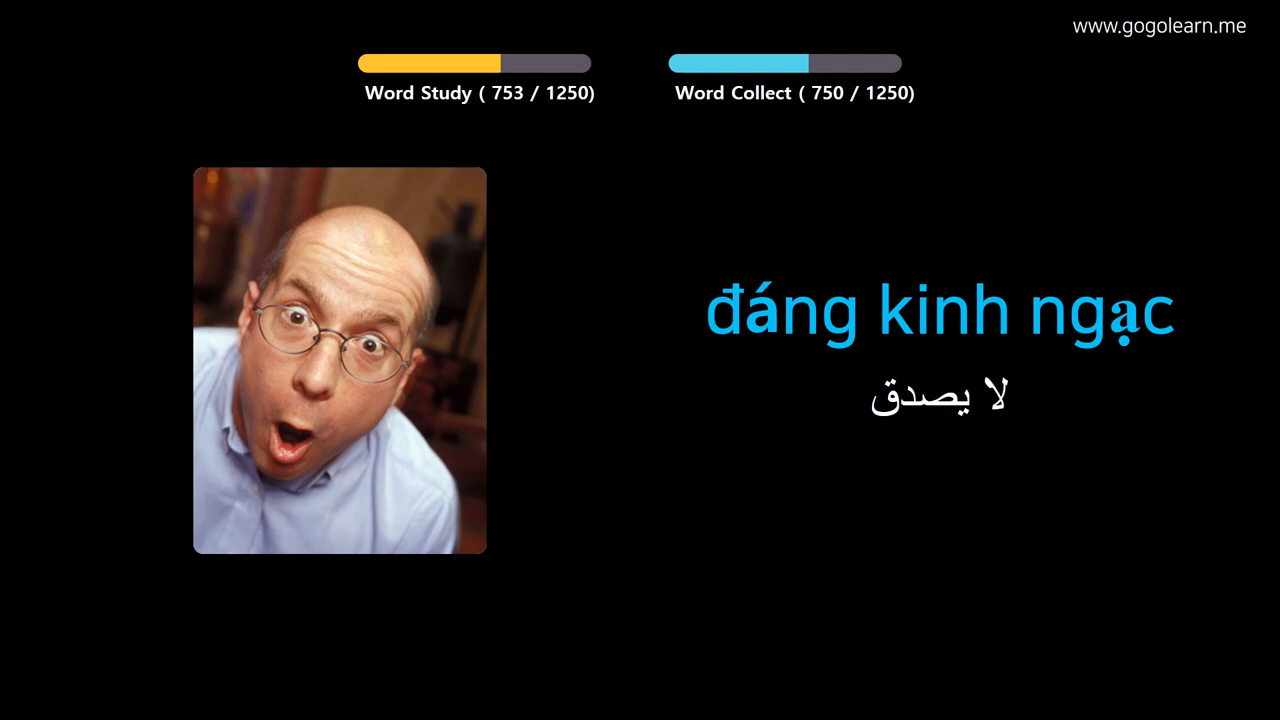 www.gogolearn.me
Word Study ( 753 / 1250)
Word Collect ( 750 / 1250)
đáng kinh ngạc
لا يصدق